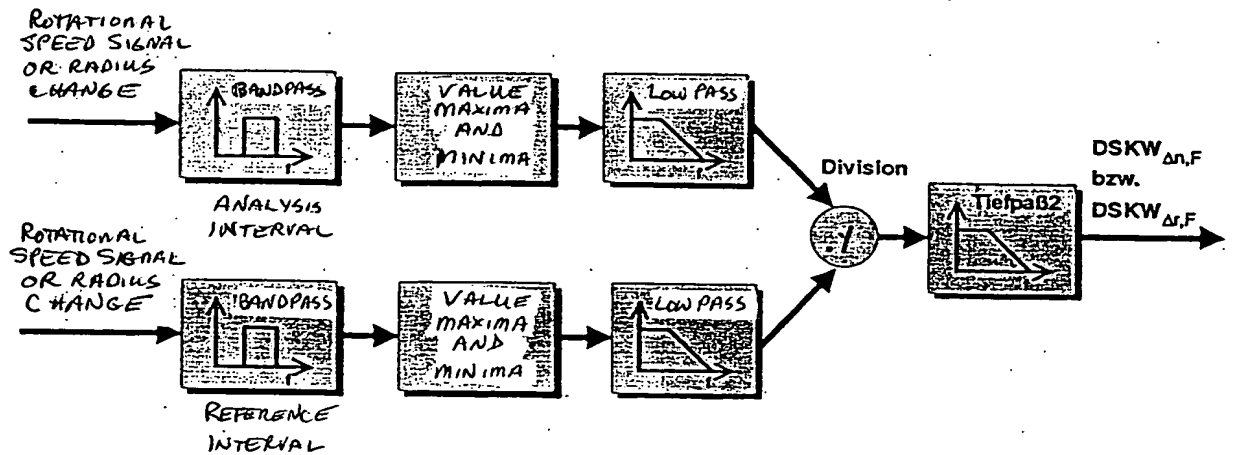 ROTATIONAL
SPEED SIGNAL
OR RADIUS
CHANGE
BANDPASS
ANALYSIS
INTERVAL
VALUE
MAXIMA
AND
MINIMA
LOW PASS
ROTATIONAL
SPEED SIGNAL
OR RADIUS
CHANGE
BANDPASS
REFERENCE
INTERVAL
VALUE
MAXIMA
AND
MINIMA
LOW PASS
Division
Tiefpaß2
DSKWΔn,F
bzw.
DSKWΔr,F